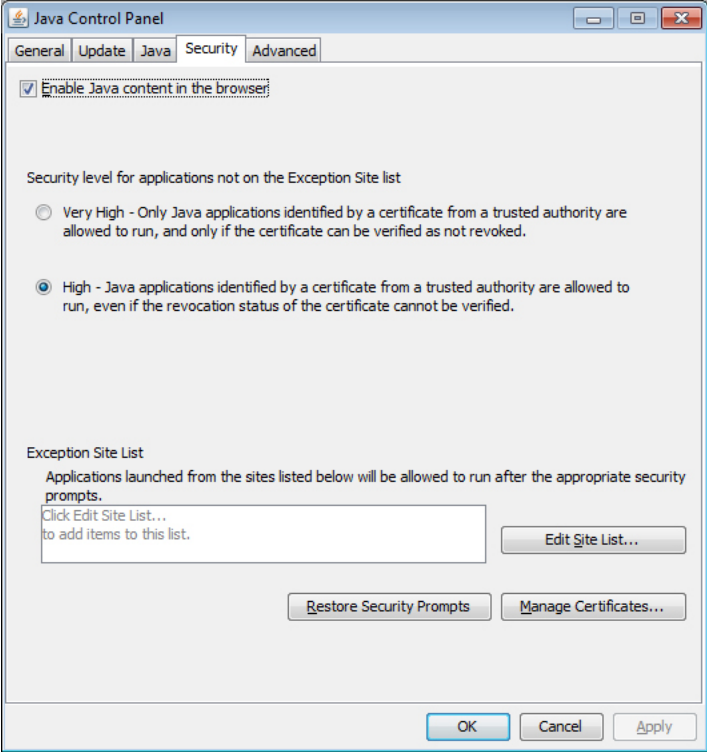 Java Control Panel
General Update Java Security Advanced
Enable Java content in the browser
Security level for applications not on the Exception Site list
Very High - Only Java applications identified by a certificate from a trusted authority are
allowed to run, and only if the certificate can be verified as not revoked.
High - Java applications identified by a certificate from a trusted authority are allowed to
run, even if the revocation status of the certificate cannot be verified.
Exception Site List
Applications launched from the sites listed below will be allowed to run after the appropriate security
prompts.
Click Edit Site List...
to add items to this list.
Edit Site List...
Restore Security Prompts Manage Certificates...
OK Cancel Apply